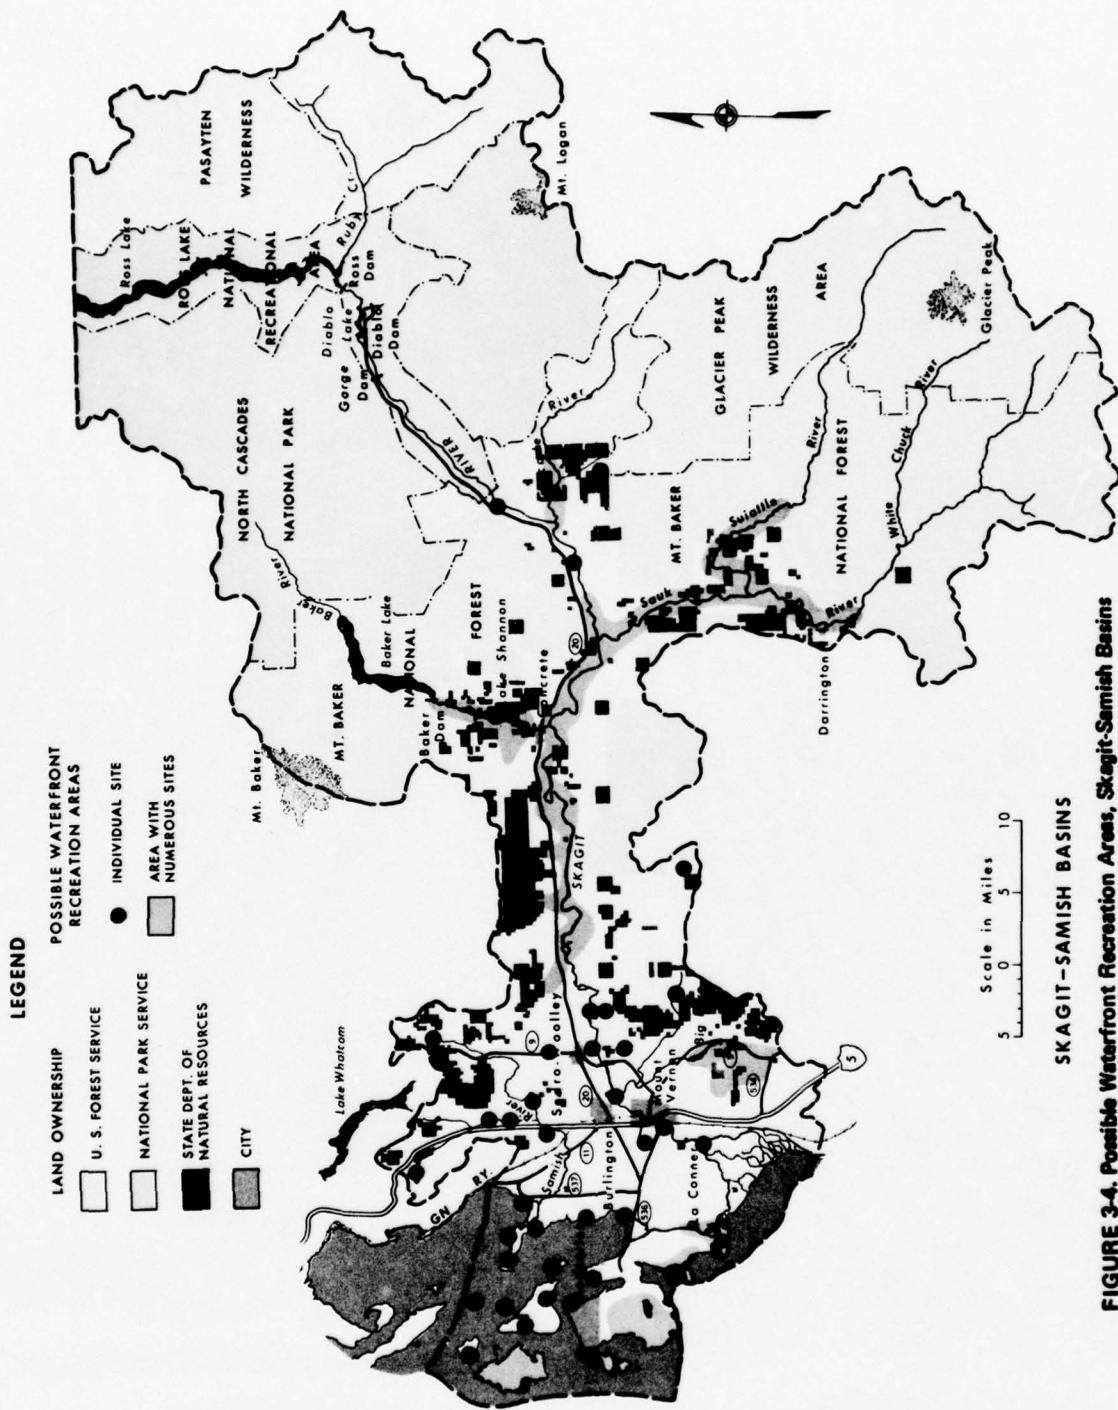 LEGEND
LAND OWNERSHIP
U. S. FOREST SERVICE
NATIONAL PARK SERVICE
STATE DEPT. OF
NATURAL RESOURCES
CITY
POSSIBLE WATERFRONT
RECREATION AREAS
INDIVIDUAL SITE
AREA WITH
NUMEROUS SITES
Mt. Baker
MT. BAKER
NATIONAL
FOREST
Baker River
Baker Lake
Baker
Dam
Lake Shannon
Concrete
NORTH CASCADES
NATIONAL PARK
Ross Lake
ROSS LAKE
NATIONAL
RECREATIONAL
AREA
PASAYTEN
WILDERNESS
Ruby Cr.
Ross
Dam
Diablo
Lake
Diablo
Dam
Gorge
Dam
RIVER
River
Mt. Logan
GLACIER PEAK
WILDERNESS
AREA
Glacier Peak
MT. BAKER
NATIONAL FOREST
Suiattle
River
White
Chuck
River
Sauk
River
Darrington
20
SKAGIT
Lake Whatcom
GN
RY.
Samish
River
9
20
11
537
536
Burlington
Mount
Vernon
Big
La Conner
534
5
5 0 5 10
Scale in Miles
SKAGIT-SAMISH BASINS
FIGURE 3-4. Possible Waterfront Recreation Areas, Skagit-Samish Basins